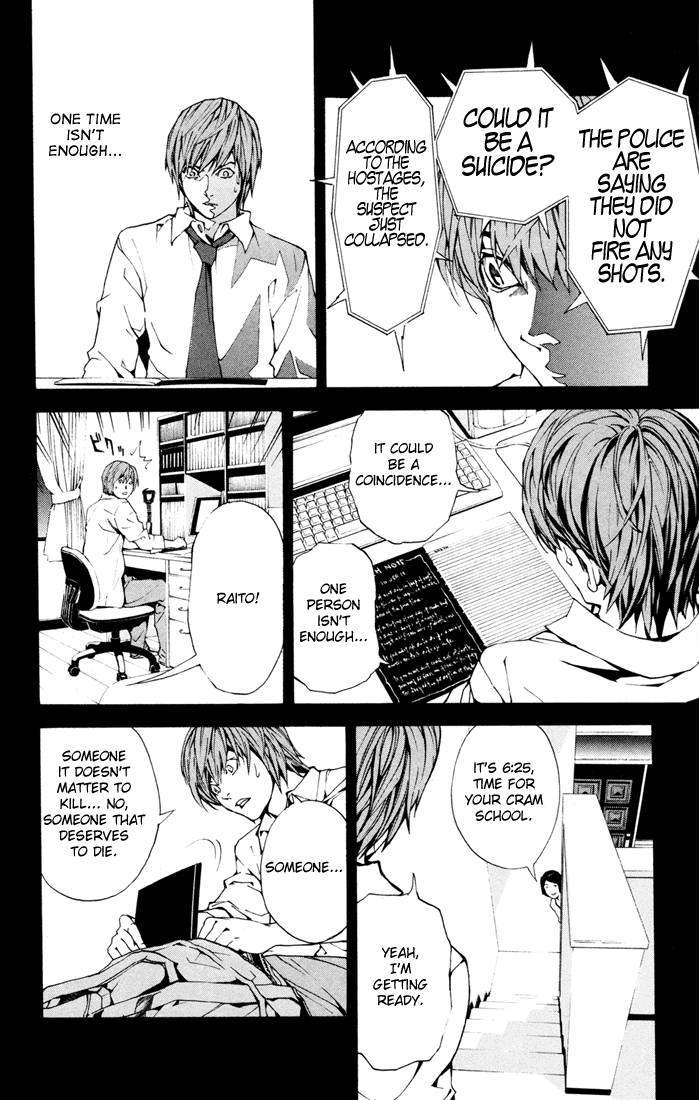 THE POLICE
ARE
SAYING
THEY DID
NOT
FIRE ANY
SHOTS.
COULD IT
BE A
SUICIDE?
ACCORDING
TO THE
HOSTAGES,
THE
SUSPECT
JUST
COLLAPSED.
ONE TIME
ISN'T
ENOUGH...
IT COULD
BE A
COINCIDENCE...
ONE
PERSON
ISN'T
ENOUGH...
ビクッ
RAITO!
IT'S 6:25,
TIME FOR
YOUR CRAM
SCHOOL.
YEAH,
I'M
GETTING
READY.
SOMEONE...
SOMEONE
IT DOESN'T
MATTER TO
KILL... NO,
SOMEONE THAT
DESERVES
TO DIE.